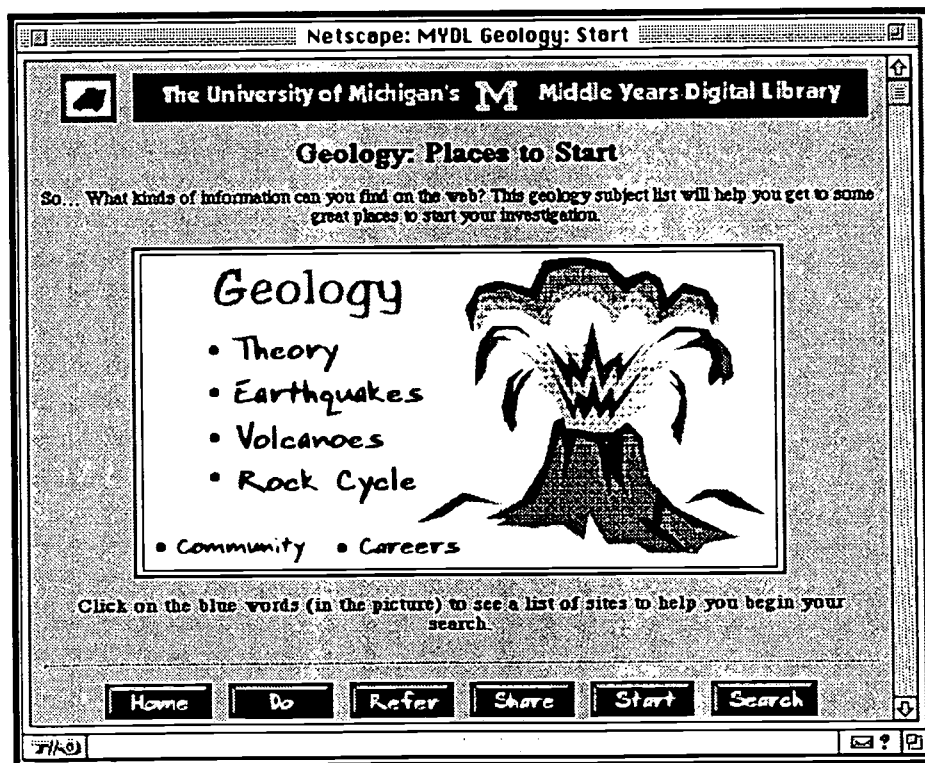 Netscape: MYDL Geology: Start
The University of Michigan's M Middle Years Digital Library
Geology: Places to Start
So... What kinds of information can you find on the web? This geology subject list will help you get to some
great places to start your investigation.
Geology
• Theory
• Earthquakes
• Volcanoes
• Rock Cycle
• Community • Careers
Click on the blue words (in the picture) to see a list of sites to help you begin your
search.
Home Do Refer Share Start Search
?